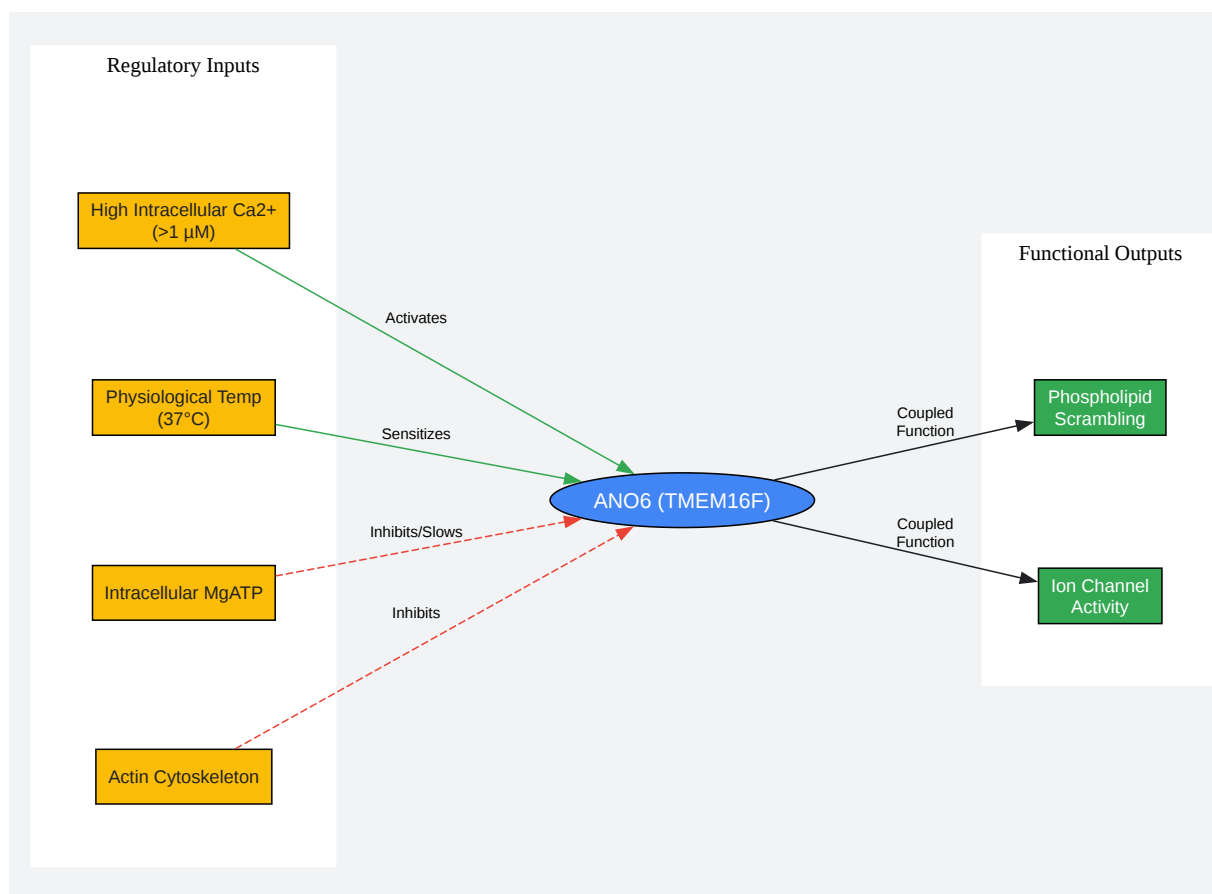 Regulatory Inputs
High Intracellular Ca2+
(>1 µM)
Activates
Physiological Temp
(37°C)
Sensitizes
Inhibits/Slows
Intracellular MgATP
Inhibits
Actin Cytoskeleton
ANO6 (TMEM16F)
Coupled
Function
Coupled
Function
Functional Outputs
Phospholipid
Scrambling
Ion Channel
Activity